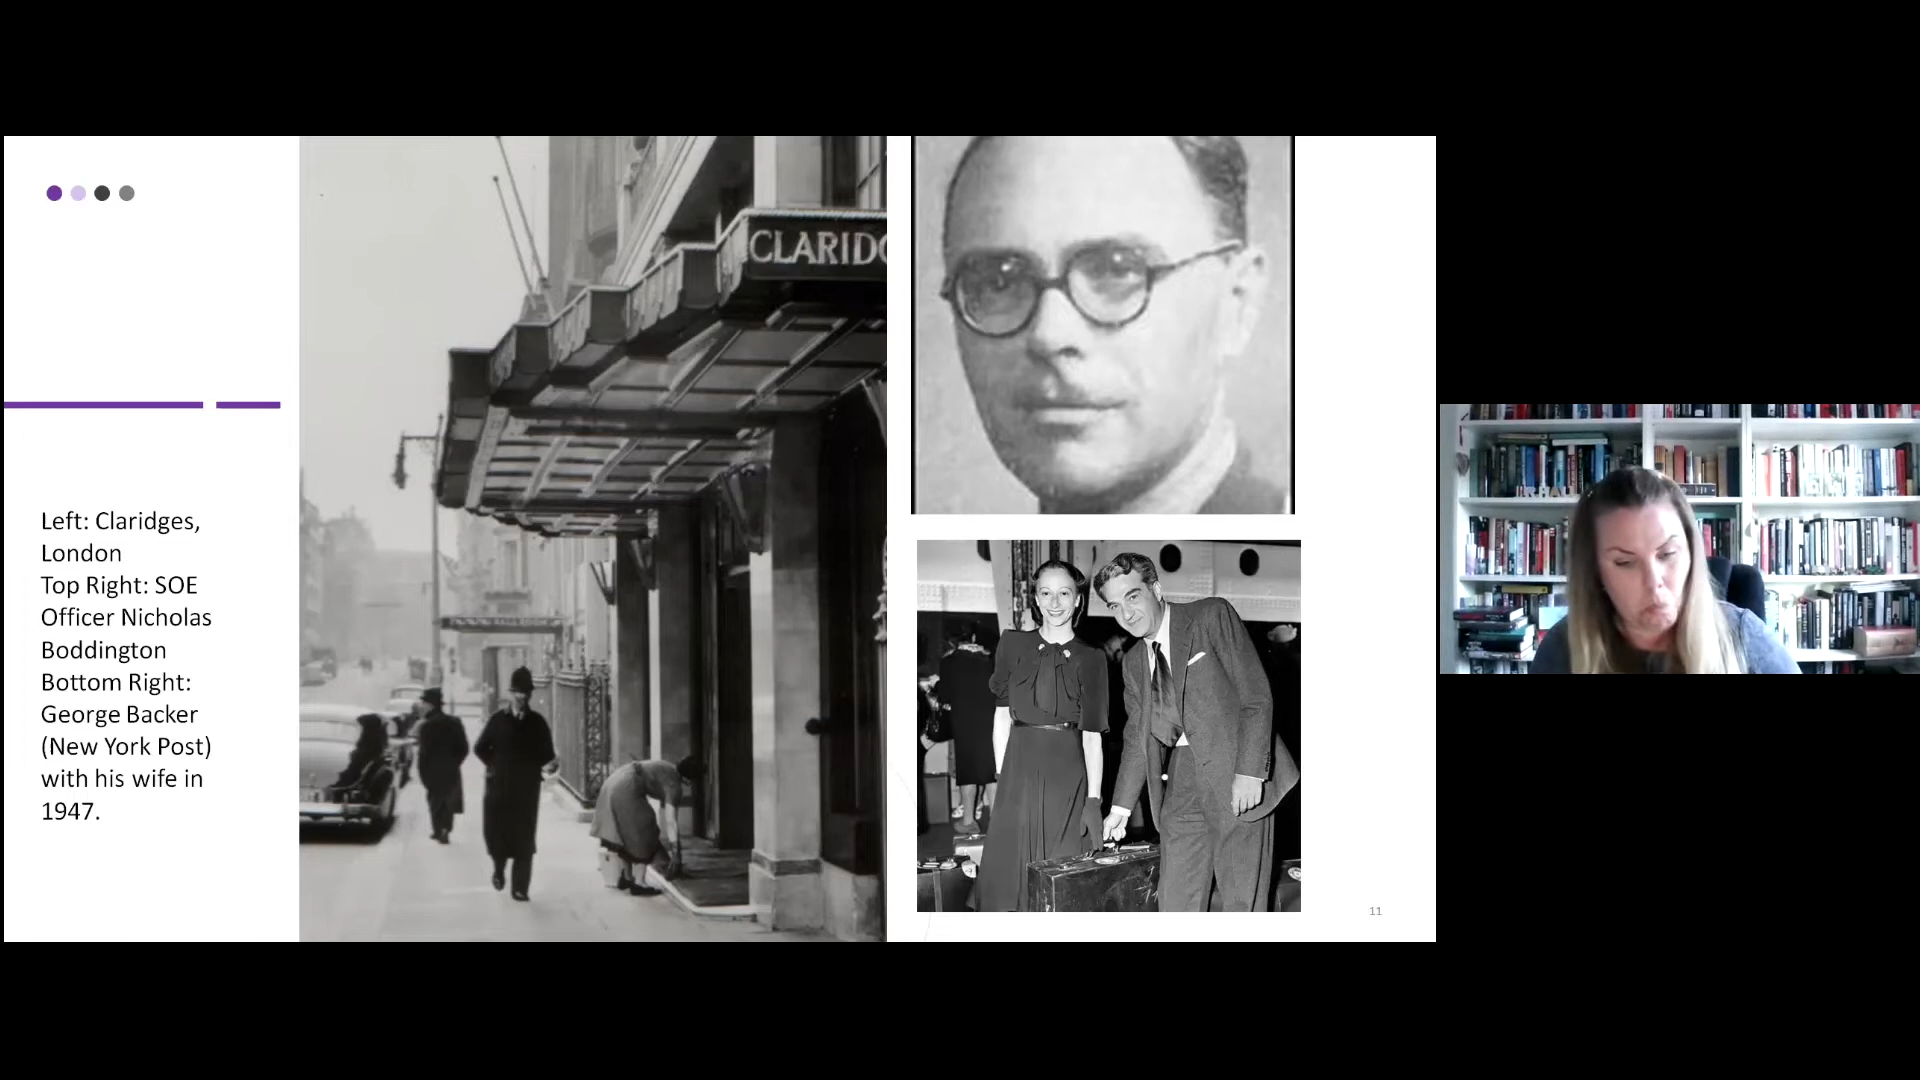 Left: Claridges,
London
Top Right: SOE
Officer Nicholas
Boddington
Bottom Right:
George Backer
(New York Post)
with his wife in
1947.
CLARIDG
11